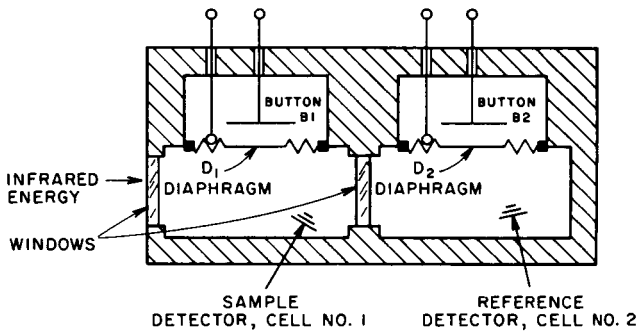 BUTTON
B1
BUTTON
B2
D1
D2
INFRARED
ENERGY
DIAPHRAGM
DIAPHRAGM
WINDOWS
SAMPLE
DETECTOR, CELL NO. 1
REFERENCE
DETECTOR, CELL NO. 2